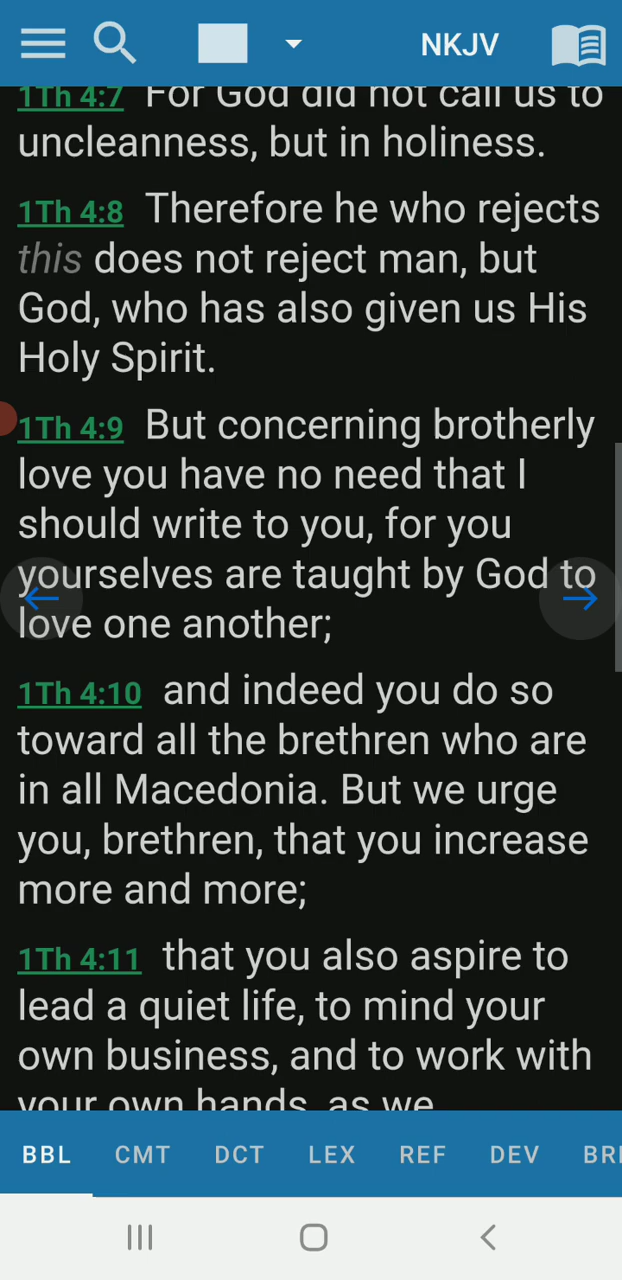 NKJV
1Th 4:7 For God did not call us to
uncleanness, but in holiness.
1Th 4:8 Therefore he who rejects
this does not reject man, but
God, who has also given us His
Holy Spirit.
1Th 4:9 But concerning brotherly
love you have no need that I
should write to you, for you
yourselves are taught by God to
love one another;
1Th 4:10 and indeed you do so
toward all the brethren who are
in all Macedonia. But we urge
you, brethren, that you increase
more and more;
1Th 4:11 that you also aspire to
lead a quiet life, to mind your
own business, and to work with
your own hands, as we
BBL CMT DCT LEX REF DEV BRI